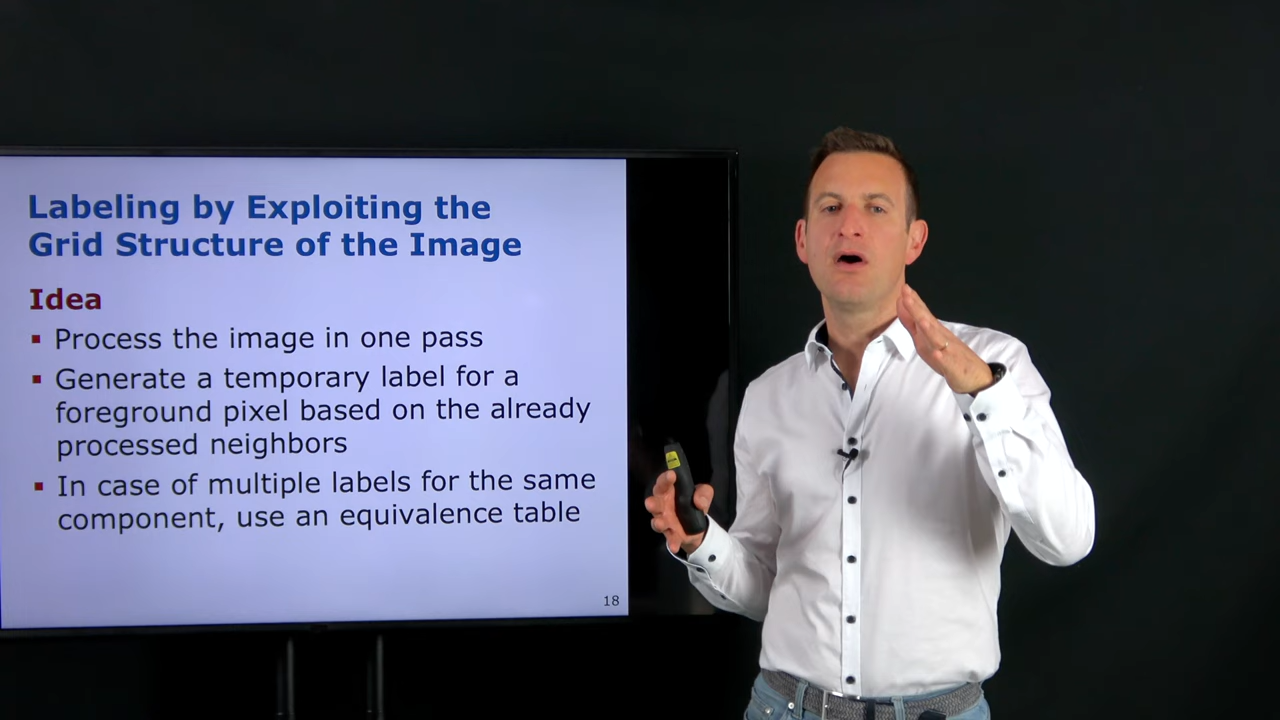 Labeling by Exploiting the
Grid Structure of the Image
Idea
▪ Process the image in one pass
▪ Generate a temporary label for a
foreground pixel based on the already
processed neighbors
▪ In case of multiple labels for the same
component, use an equivalence table
18